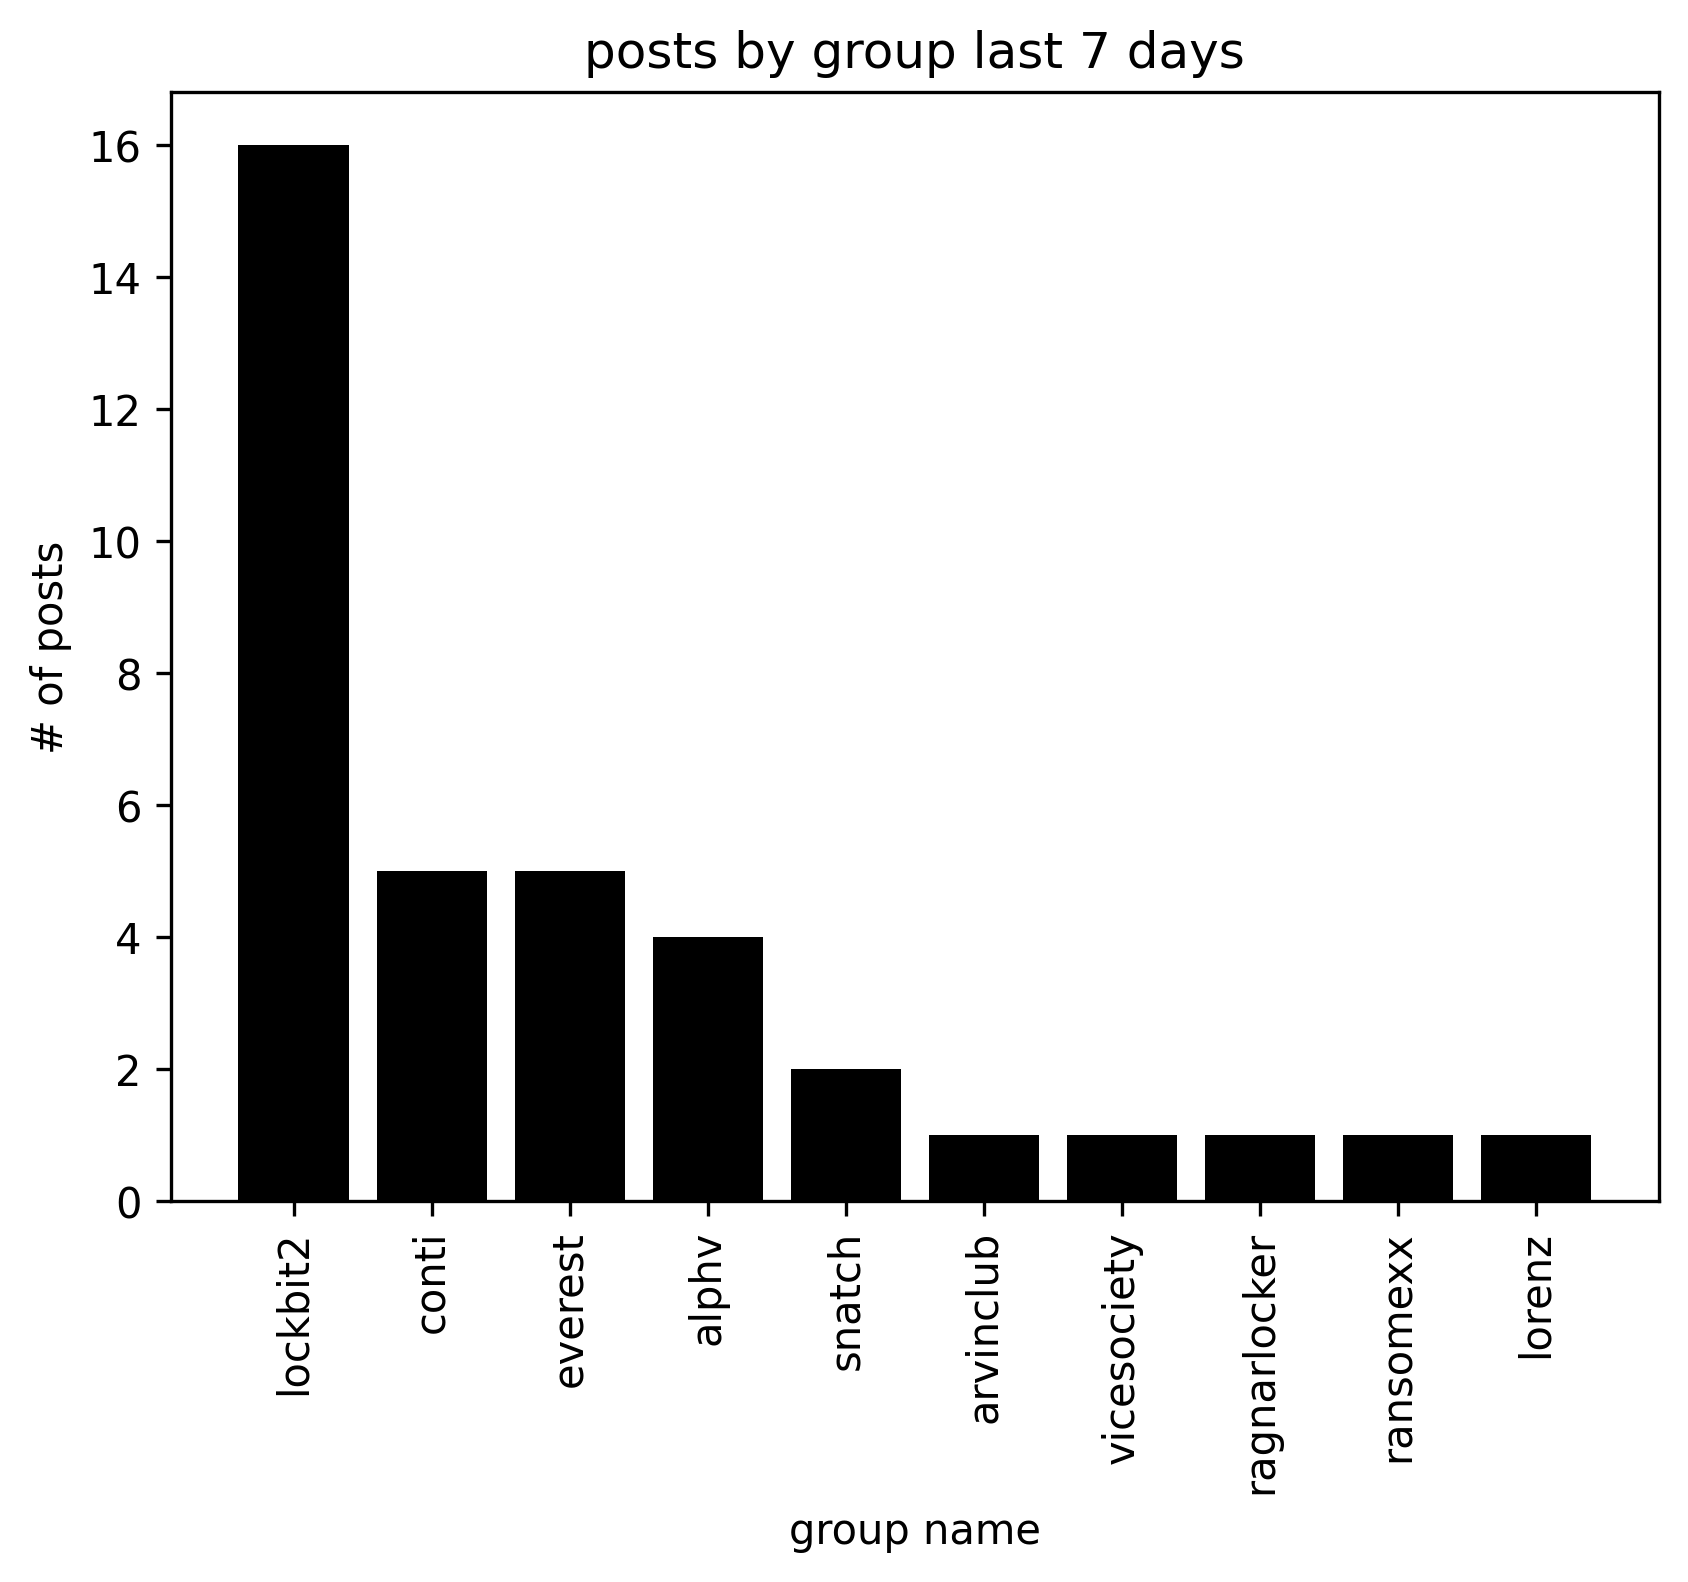 posts by group last 7 days
# of posts
16
14
12
10
8
6
4
2
0
lockbit2
conti
everest
alphv
snatch
arvinclub
vicesociety
ragnarlocker
ransomexx
lorenz
group name